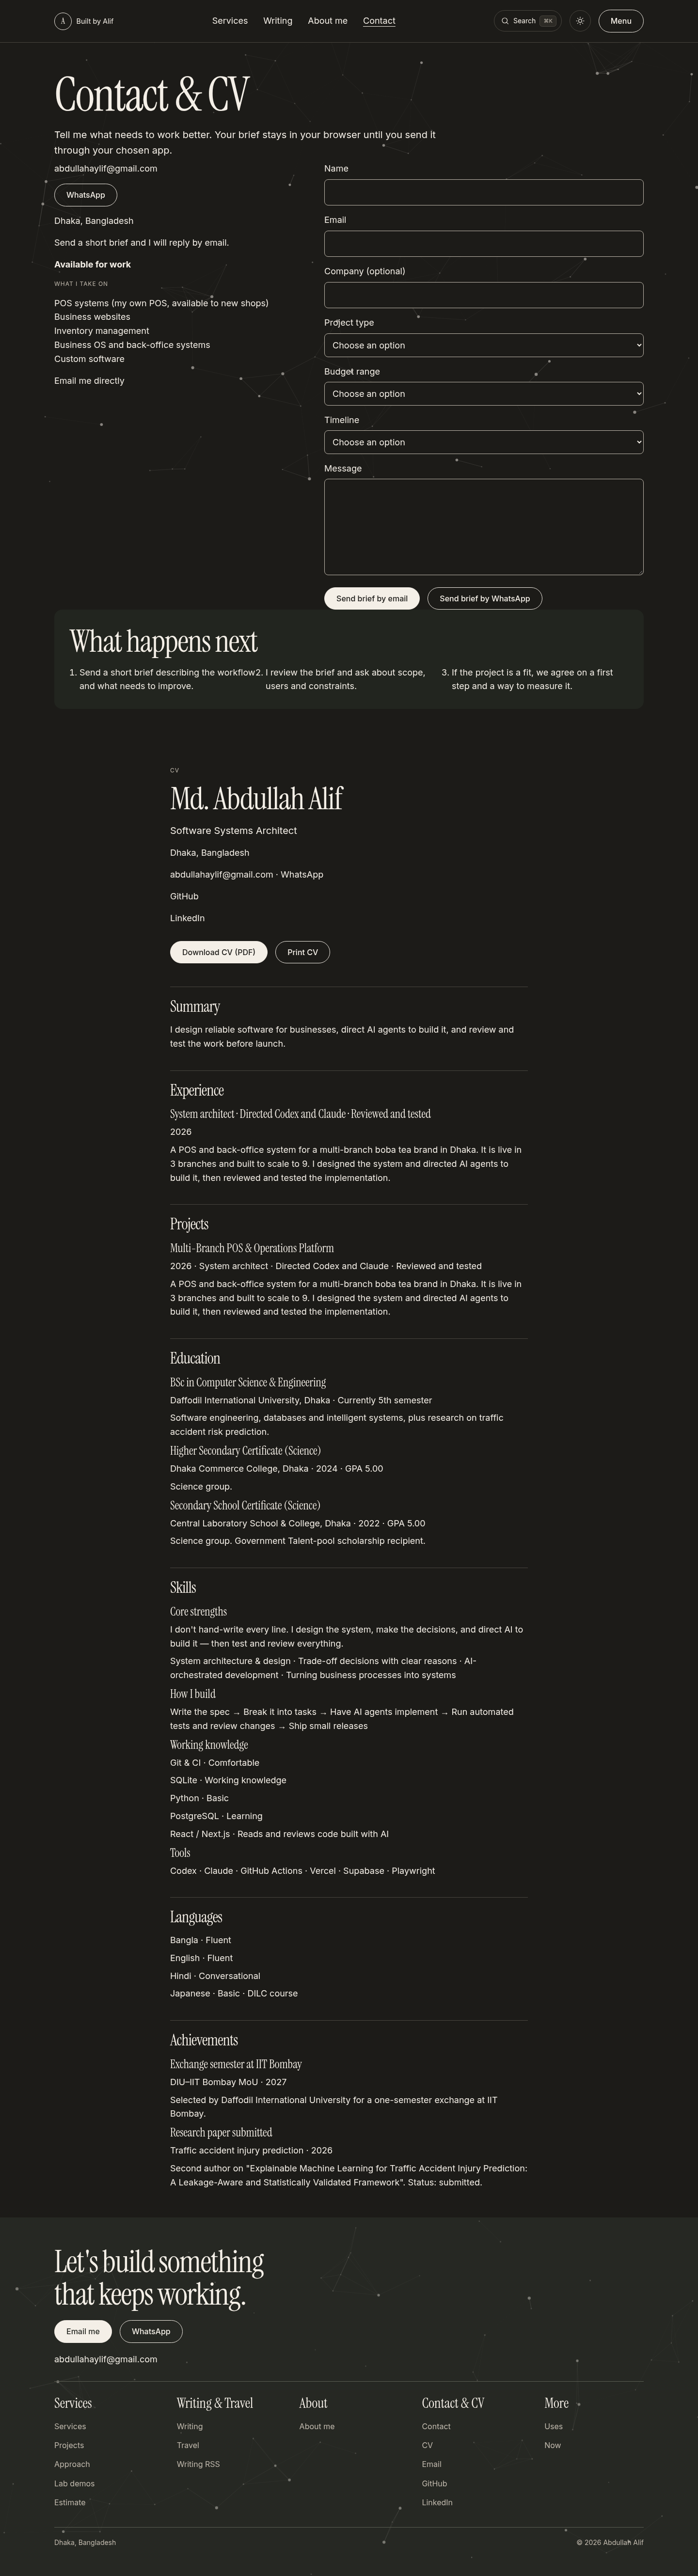 A Built by Alif
Services Writing About me Contact
Search ⌘K
Menu
Contact & CV
Tell me what needs to work better. Your brief stays in your browser until you send it
through your chosen app.
abdullahaylif@gmail.com
WhatsApp
Dhaka, Bangladesh
Send a short brief and I will reply by email.
Available for work
WHAT I TAKE ON
POS systems (my own POS, available to new shops)
Business websites
Inventory management
Business OS and back-office systems
Custom software
Email me directly
Name
Email
Company (optional)
Project type
Choose an option
Budget range
Choose an option
Timeline
Choose an option
Message
Send brief by email Send brief by WhatsApp
What happens next
1. Send a short brief describing the workflow
and what needs to improve.
2. I review the brief and ask about scope,
users and constraints.
3. If the project is a fit, we agree on a first
step and a way to measure it.
CV
Md. Abdullah Alif
Software Systems Architect
Dhaka, Bangladesh
abdullahaylif@gmail.com · WhatsApp
GitHub
LinkedIn
Download CV (PDF) Print CV
Summary
I design reliable software for businesses, direct AI agents to build it, and review and
test the work before launch.
Experience
System architect · Directed Codex and Claude · Reviewed and tested
2026
A POS and back-office system for a multi-branch boba tea brand in Dhaka. It is live in
3 branches and built to scale to 9. I designed the system and directed AI agents to
build it, then reviewed and tested the implementation.
Projects
Multi-Branch POS & Operations Platform
2026 · System architect · Directed Codex and Claude · Reviewed and tested
A POS and back-office system for a multi-branch boba tea brand in Dhaka. It is live in
3 branches and built to scale to 9. I designed the system and directed AI agents to
build it, then reviewed and tested the implementation.
Education
BSc in Computer Science & Engineering
Daffodil International University, Dhaka · Currently 5th semester
Software engineering, databases and intelligent systems, plus research on traffic
accident risk prediction.
Higher Secondary Certificate (Science)
Dhaka Commerce College, Dhaka · 2024 · GPA 5.00
Science group.
Secondary School Certificate (Science)
Central Laboratory School & College, Dhaka · 2022 · GPA 5.00
Science group. Government Talent-pool scholarship recipient.
Skills
Core strengths
I don't hand-write every line. I design the system, make the decisions, and direct AI to
build it — then test and review everything.
System architecture & design · Trade-off decisions with clear reasons · AI-
orchestrated development · Turning business processes into systems
How I build
Write the spec → Break it into tasks → Have AI agents implement → Run automated
tests and review changes → Ship small releases
Working knowledge
Git & CI · Comfortable
SQLite · Working knowledge
Python · Basic
PostgreSQL · Learning
React / Next.js · Reads and reviews code built with AI
Tools
Codex · Claude · GitHub Actions · Vercel · Supabase · Playwright
Languages
Bangla · Fluent
English · Fluent
Hindi · Conversational
Japanese · Basic · DILC course
Achievements
Exchange semester at IIT Bombay
DIU–IIT Bombay MoU · 2027
Selected by Daffodil International University for a one-semester exchange at IIT
Bombay.
Research paper submitted
Traffic accident injury prediction · 2026
Second author on "Explainable Machine Learning for Traffic Accident Injury Prediction:
A Leakage-Aware and Statistically Validated Framework". Status: submitted.
Let's build something
that keeps working.
Email me WhatsApp
abdullahaylif@gmail.com
Services
Services
Projects
Approach
Lab demos
Estimate
Writing & Travel
Writing
Travel
Writing RSS
About
About me
Contact & CV
Contact
CV
Email
GitHub
LinkedIn
More
Uses
Now
Dhaka, Bangladesh
© 2026 Abdullah Alif